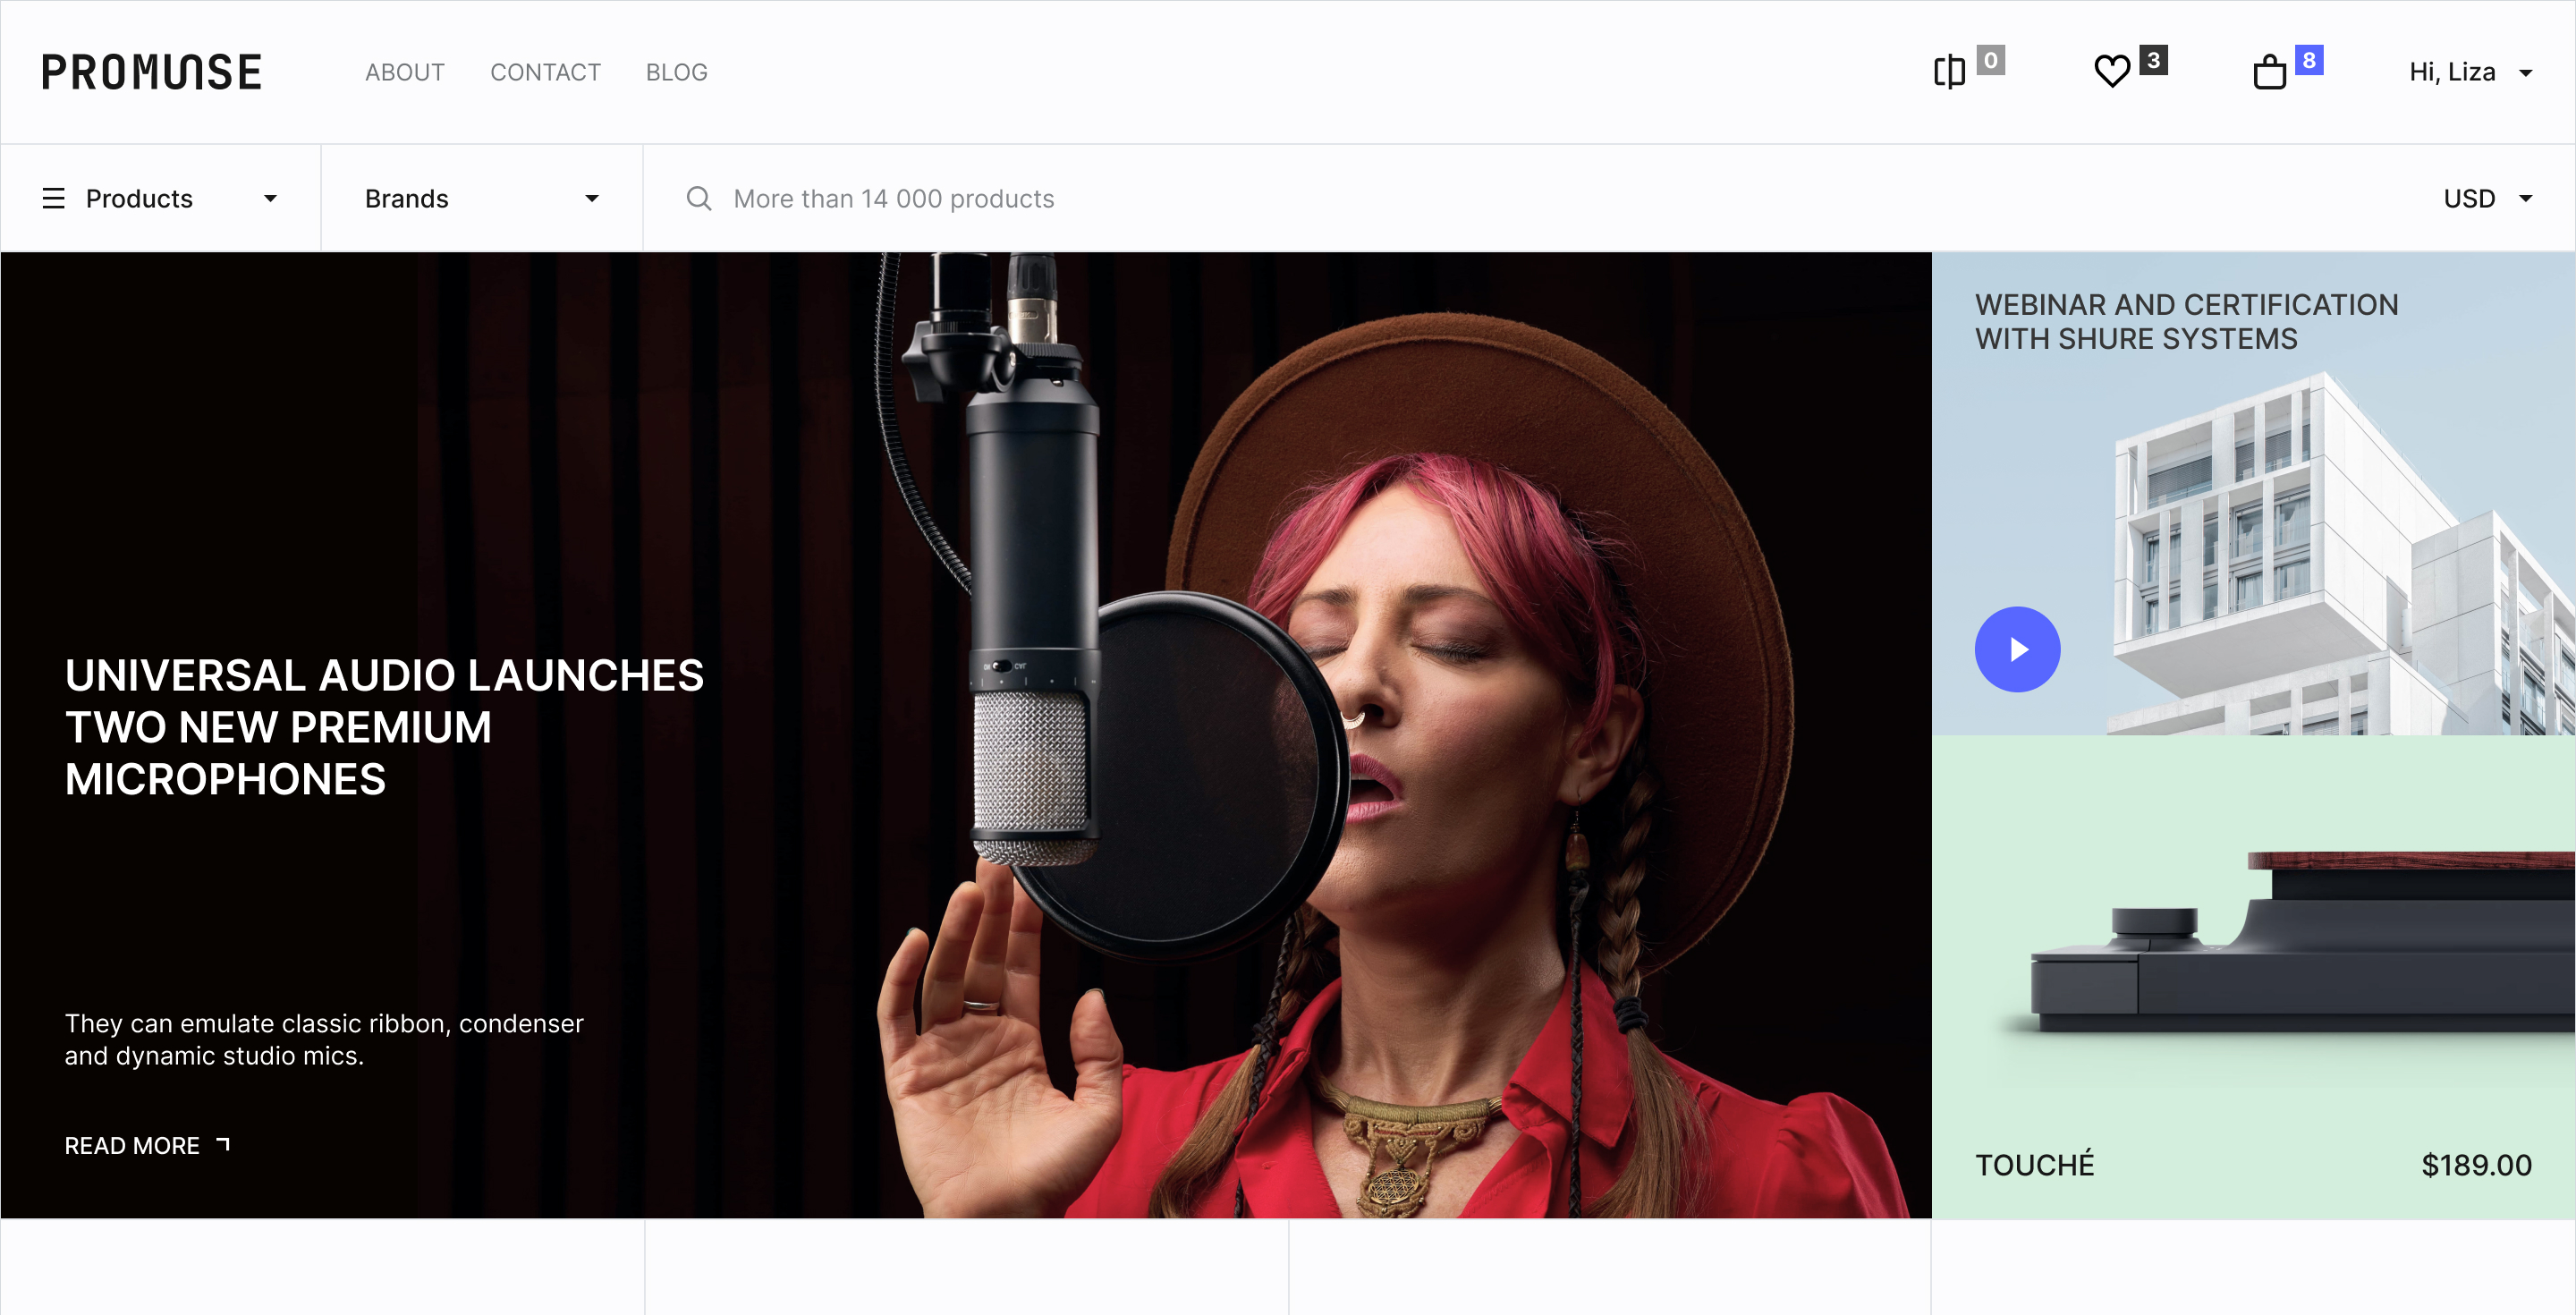 PROMUSE
ABOUT
CONTACT
BLOG
0
3
8
Hi, Liza
Products
Brands
More than 14 000 products
USD
UNIVERSAL AUDIO LAUNCHES
TWO NEW PREMIUM
MICROPHONES
They can emulate classic ribbon, condenser
and dynamic studio mics.
READ MORE
WEBINAR AND CERTIFICATION
WITH SHURE SYSTEMS
TOUCHÉ
$189.00